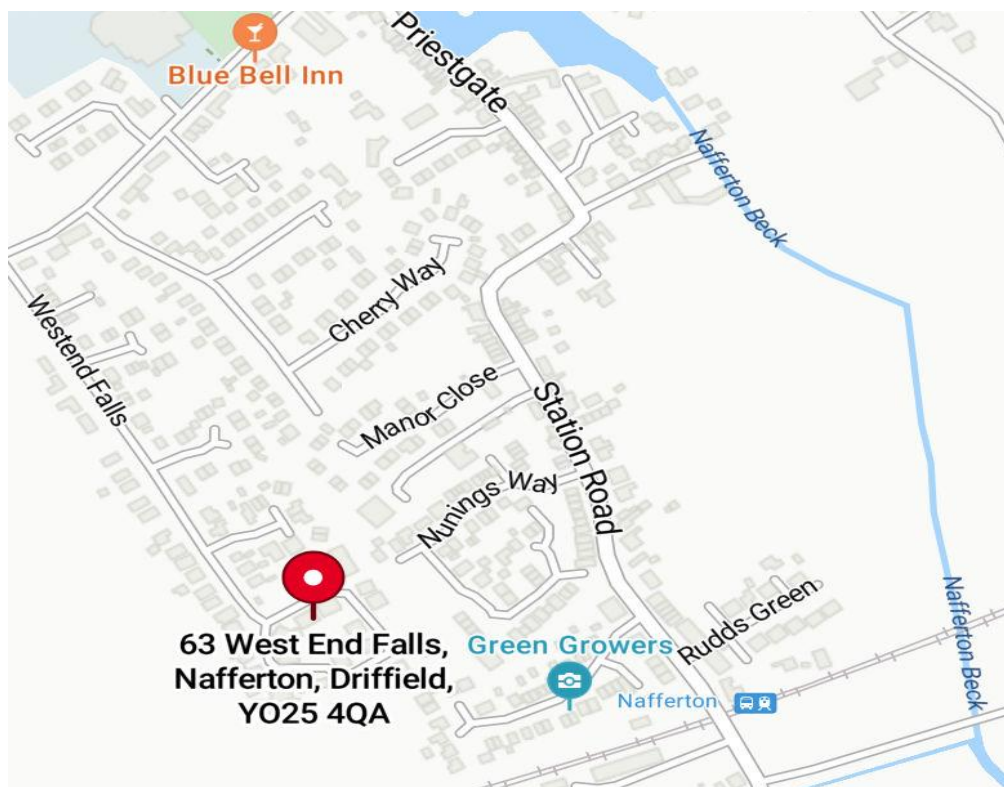 Priestgate
Blue Bell Inn
Nafferton Beck
Cherry Way
Westend Falls
Manor Close
Station Road
Nunings Way
63 West End Falls,
Nafferton, Driffield,
YO25 4QA
Green Growers
Rudds Green
Nafferton Beck
Nafferton